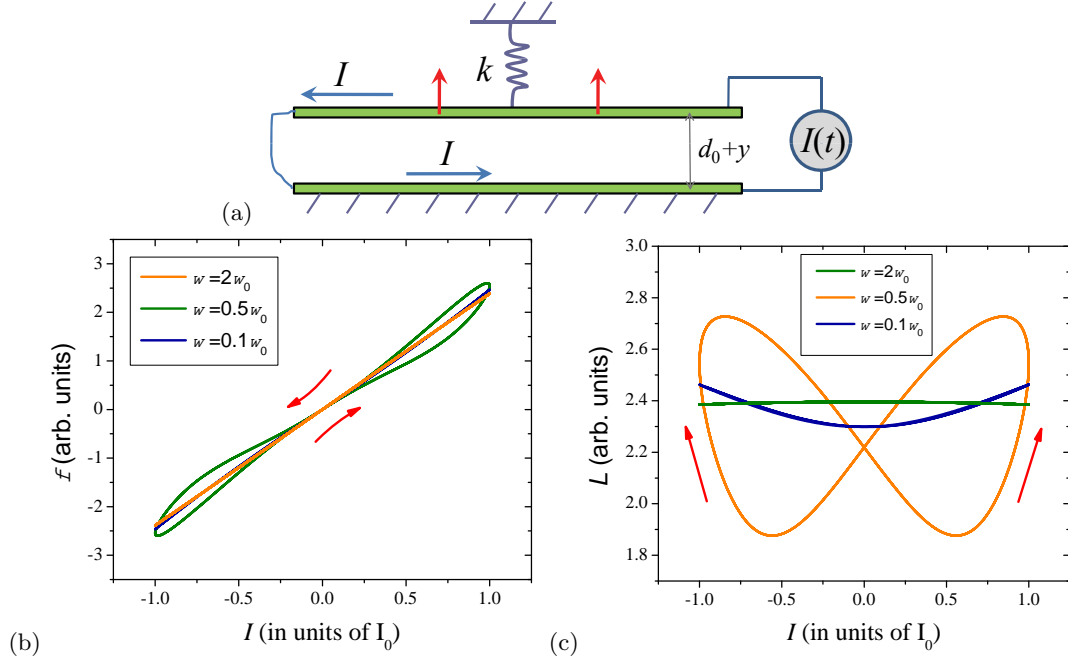 I
k
I
d₀+y
I(t)
(a)
w=2w₀
w=0.5w₀
w=0.1w₀
f (arb. units)
3
2
1
0
-1
-2
-3
-1.0 -0.5 0.0 0.5 1.0
I (in units of I₀)
(b)
w=2w₀
w=0.5w₀
w=0.1w₀
L (arb. units)
3.0
2.8
2.6
2.4
2.2
2.0
1.8
-1.0 -0.5 0.0 0.5 1.0
I (in units of I₀)
(c)